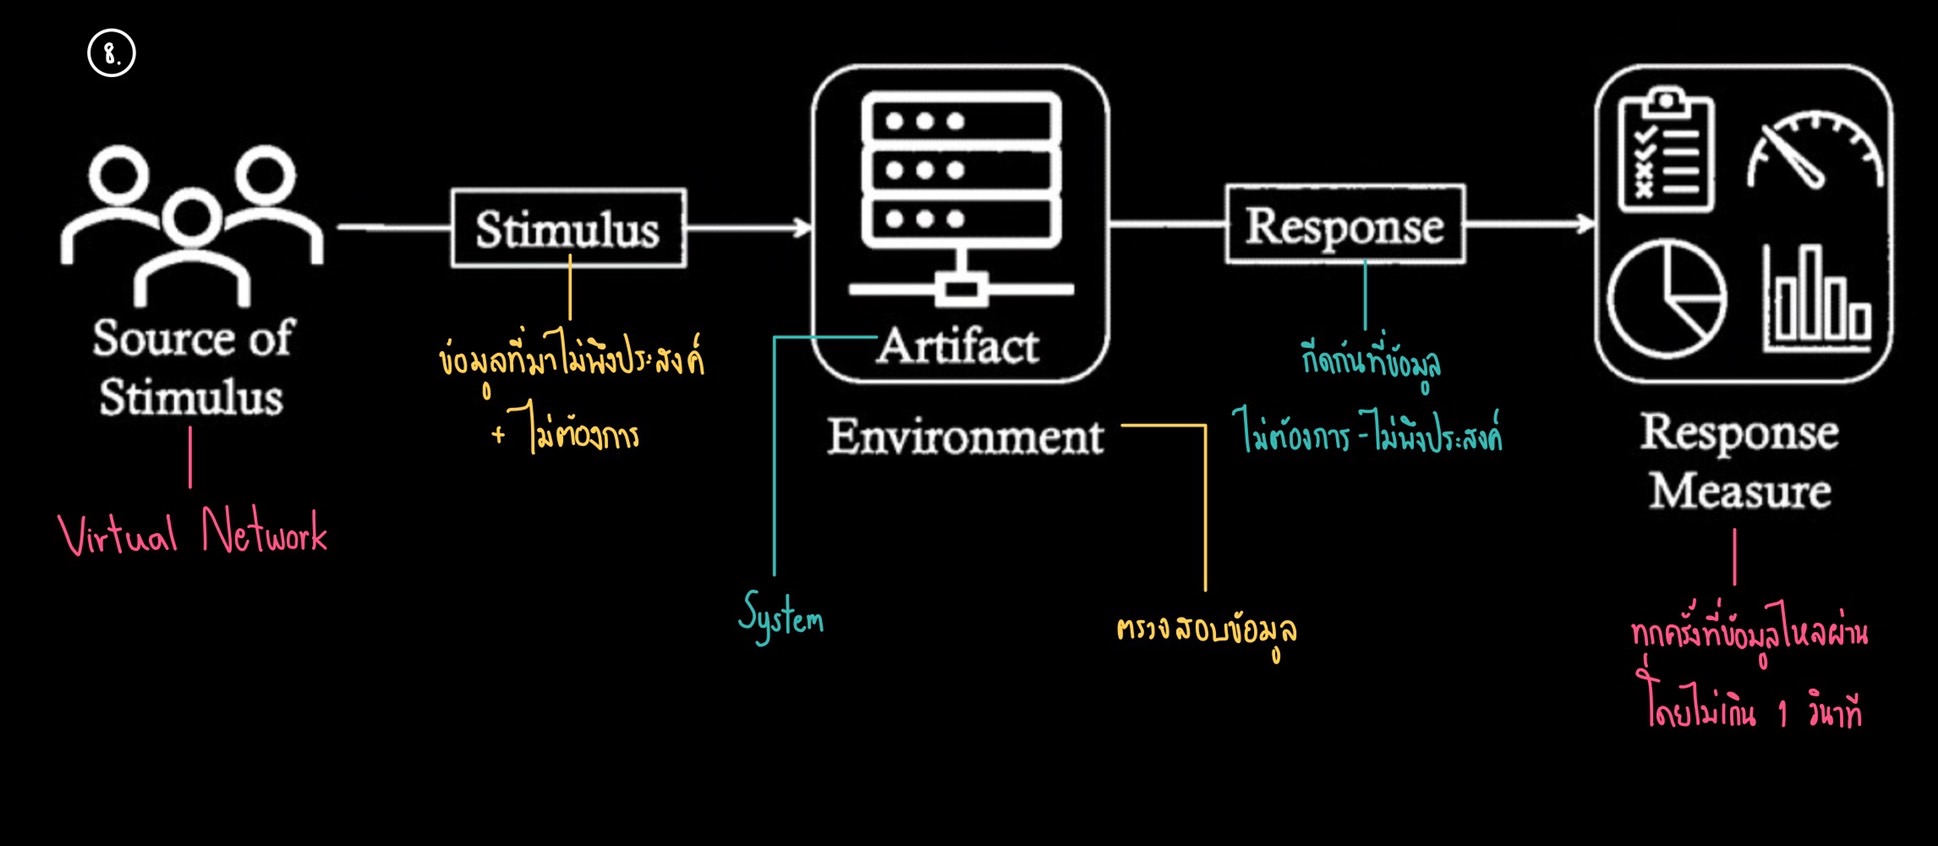 8.
Stimulus
Response
Source of
Stimulus
Artifact
Environment
Response
Measure
ข้อมูลที่มาไม่พึงประสงค์
+ ไม่ต้องการ
กีดกันที่ข้อมูล
ไม่ต้องการ - ไม่พึงประสงค์
Virtual Network
System
ตรวจสอบข้อมูล
ทุกครั้งที่ข้อมูลไหลผ่าน
โดยไม่เกิน 1 วินาที